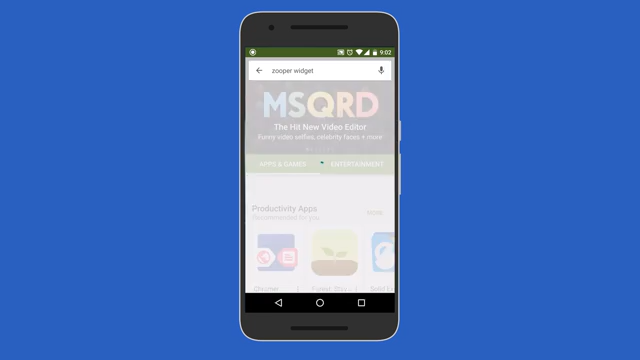 9:02
zooper widget
MSQRD
The Hit New Video Editor
Funny video selfies, celebrity faces + more
APPS & GAMES
ENTERTAINMENT
Productivity Apps
Recommended for you
MORE